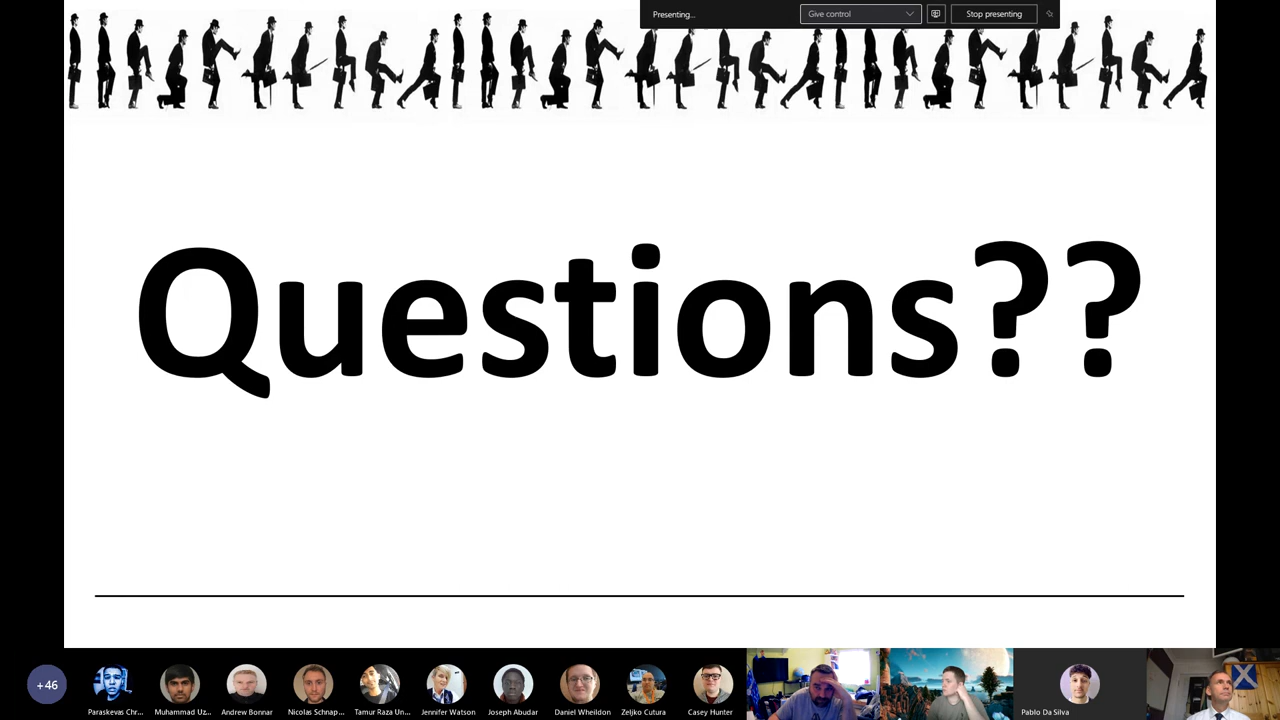 Presenting...
Give control
Stop presenting
Questions??
+46
Paraskevas Chr...
Muhammad Uz...
Andrew Bonnar
Nicolas Schnap...
Tamur Raza Un...
Jennifer Watson
Joseph Abudar
Daniel Wheildon
Zeljko Cutura
Casey Hunter
Pablo Da Silva